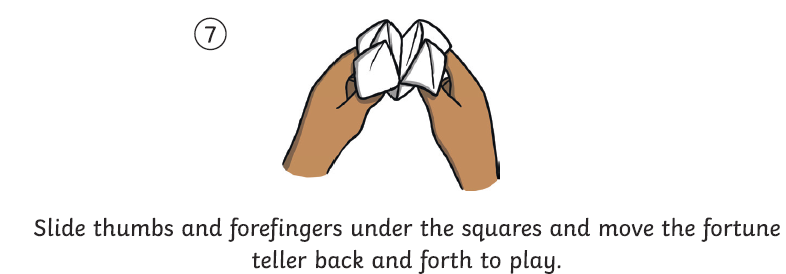 7
Slide thumbs and forefingers under the squares and move the fortune
teller back and forth to play.